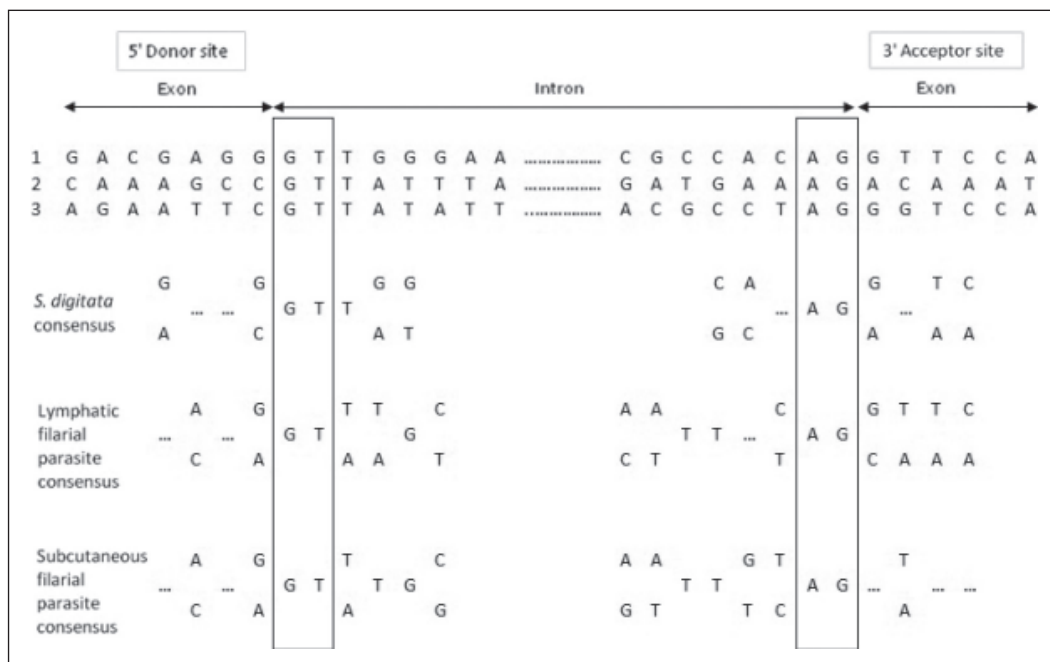 5' Donor site 3' Acceptor site
Exon Intron Exon
1 G A C G A G G G T T G G G A A .................. C G C C A C A G G T T C C A
2 C A A A G C C G T T A T T T A .................. G A T G A A A G A C A A A T
3 A G A A T T C G T T A T A T T .................. A C G C C T A G G G T C C A
G G G G C A G T C
S. digitata
consensus
... ... G T T ... A G ...
A C A T G C A A A
Lymphatic
filarial
parasite
consensus
A G T T C A A C G T T C
... ... G T G T T ... A G
C A A A T C T T C A A A
Subcutaneous
filarial
parasite
consensus
A G T C A A G T T
... ... G T T G T T A G ... ... ...
C A A G G T T C A